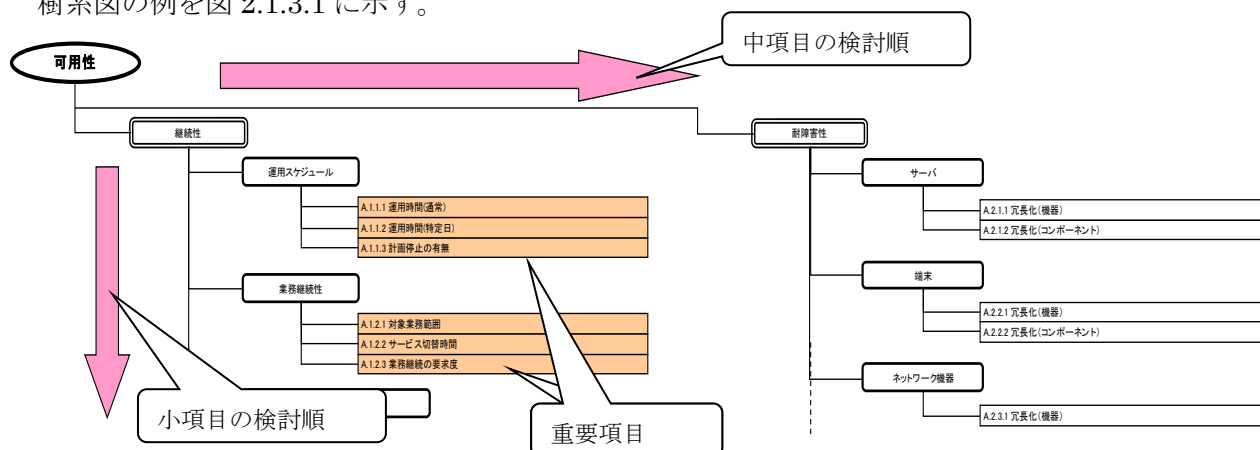 樹系図の例を図 2.1.3.1 に示す。
中項目の検討順
可用性
継続性
耐障害性
運用スケジュール
サーバ
A.1.1.1 運用時間(通常)
A.1.1.2 運用時間(特定日)
A.1.1.3 計画停止の有無
A.2.1.1 冗長化(機器)
A.2.1.2 冗長化(コンポーネント)
業務継続性
端末
A.1.2.1 対象業務範囲
A.1.2.2 サービス切替時間
A.1.2.3 業務継続の要求度
A.2.2.1 冗長化(機器)
A.2.2.2 冗長化(コンポーネント)
ネットワーク機器
A.2.3.1 冗長化(機器)
小項目の検討順
重要項目